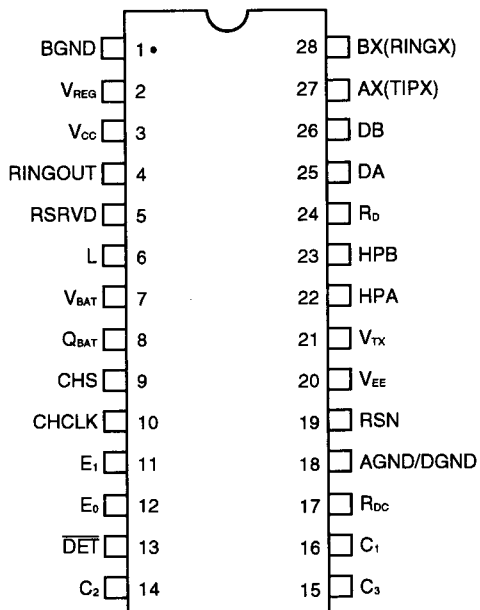 BGND 1 • 28 BX(RINGX)
VREG 2 27 AX(TIPX)
VCC 3 26 DB
RINGOUT 4 25 DA
RSRVD 5 24 RD
L 6 23 HPB
VBAT 7 22 HPA
QBAT 8 21 VTX
CHS 9 20 VEE
CHCLK 10 19 RSN
E1 11 18 AGND/DGND
E0 12 17 RDC
DET 13 16 C1
C2 14 15 C3